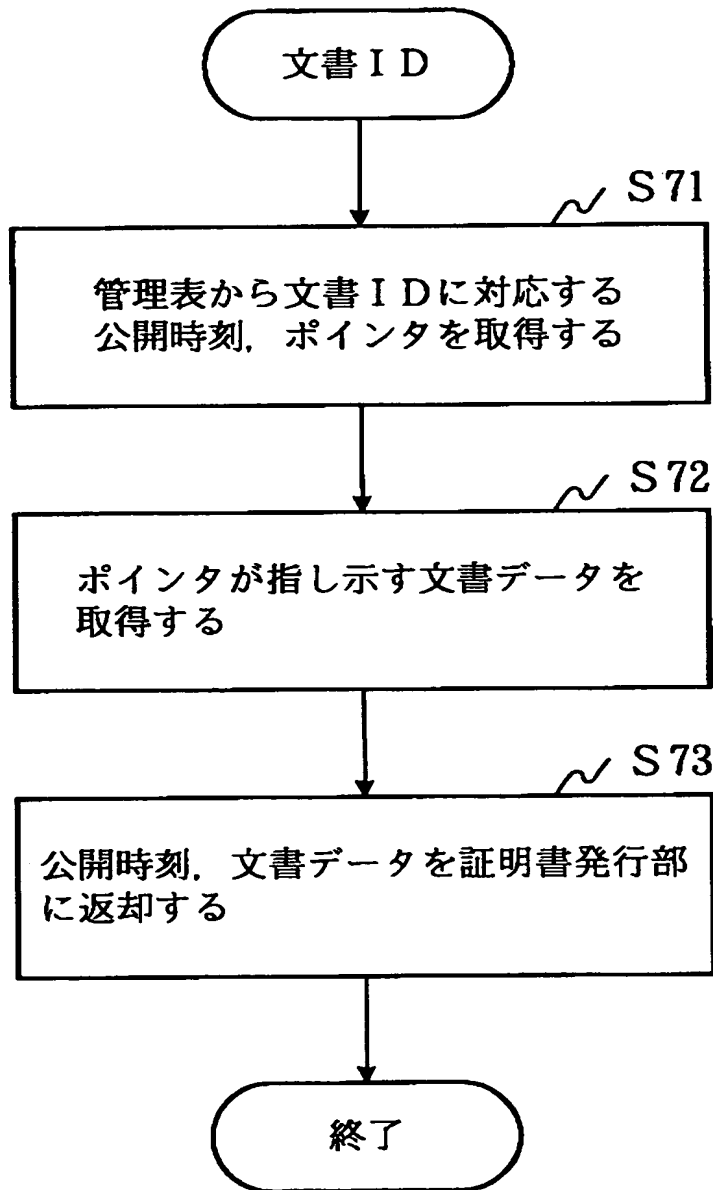 文書ＩＤ
S71
管理表から文書ＩＤに対応する
公開時刻，ポインタを取得する
S72
ポインタが指し示す文書データを
取得する
S73
公開時刻，文書データを証明書発行部
に返却する
終了